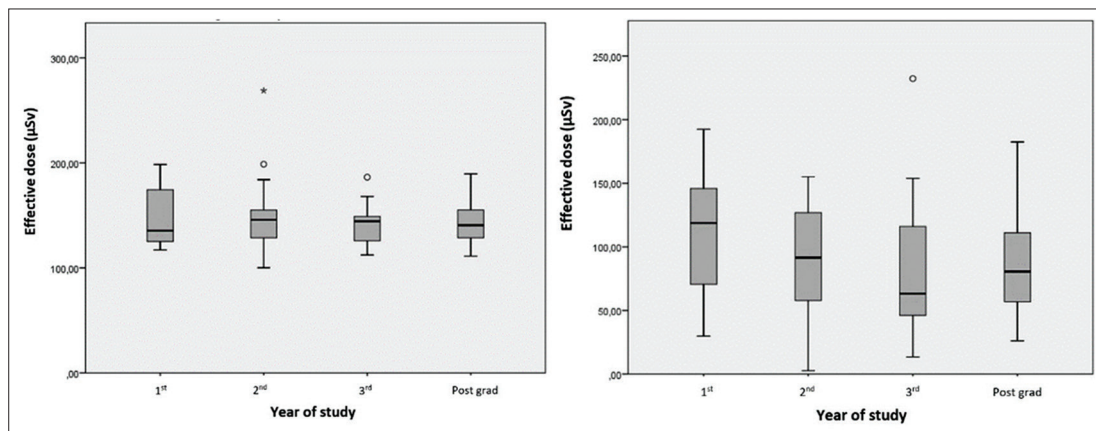 Effective dose (µSv)
300,00
200,00
100,00
,00
1st
2nd
3rd
Post grad
Year of study
Effective dose (µSv)
250,00
200,00
150,00
100,00
50,00
,00
1st
2nd
3rd
Post grad
Year of study